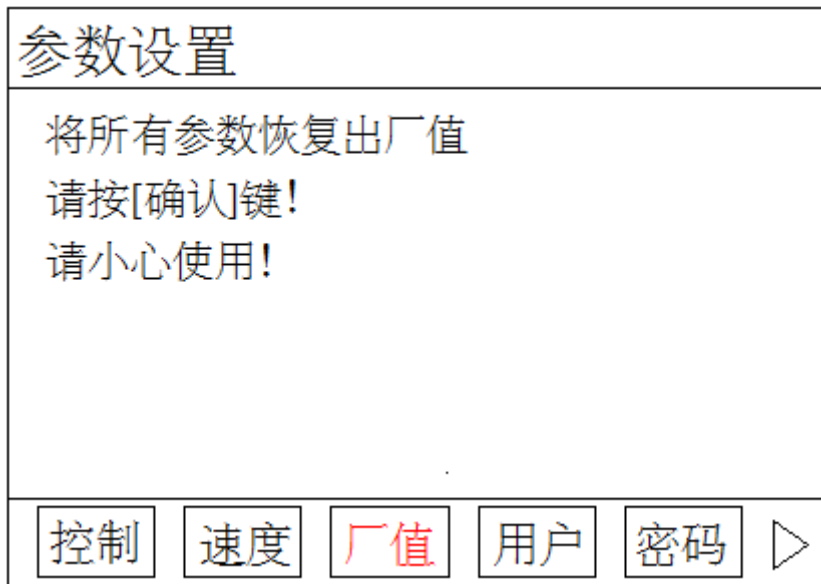 参数设置
将所有参数恢复出厂值
请按[确认]键!
请小心使用!
控制 速度 厂值 用户 密码